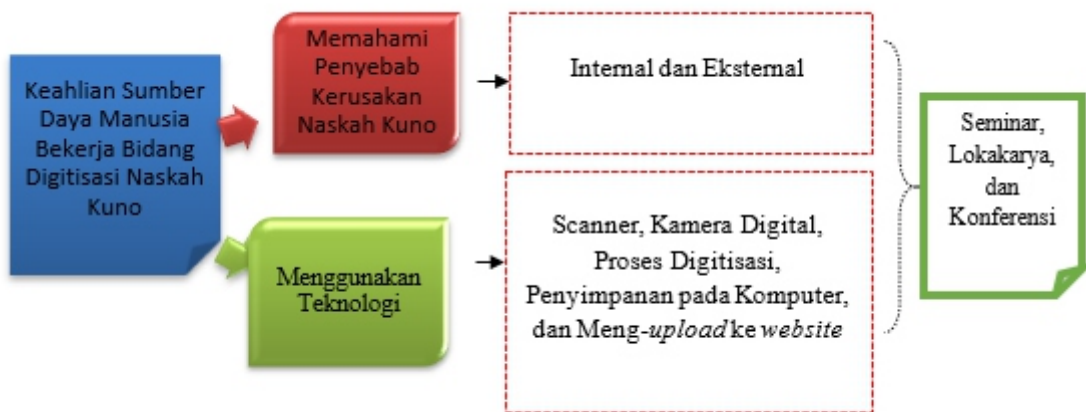 Keahlian Sumber
Daya Manusia
Bekerja Bidang
Digitisasi Naskah
Kuno
Memahami
Penyebab
Kerusakan
Naskah Kuno
Internal dan Eksternal
Menggunakan
Teknologi
Scanner, Kamera Digital,
Proses Digitisasi,
Penyimpanan pada Komputer,
dan Meng-upload ke website
Seminar,
Lokakarya,
dan
Konferensi